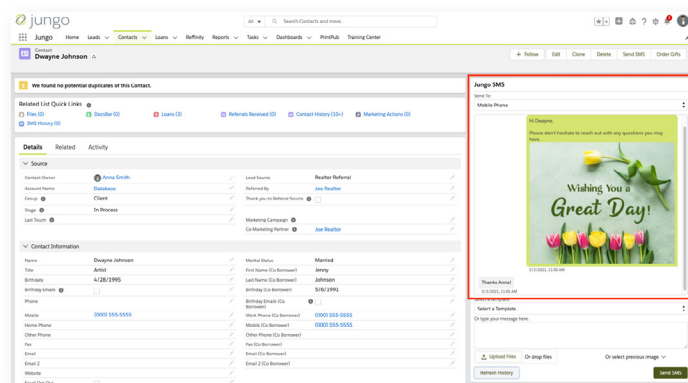 jungo
All
Search Contacts and more...
Jungo Home Leads Contacts Loans Reffinity Reports Tasks Dashboards PrintPub Training Center
Contact
Dwayne Johnson
+ Follow Edit Clone Delete Send SMS Order Gifts
We found no potential duplicates of this Contact.
Related List Quick Links
Files (0) DociBar (0) Loans (3) Referrals Received (0) Contact History (10+) Marketing Actions (0)
SMS History (0)
Details Related Activity
Source
Contact Owner Anna Smith Lead Source Realtor Referral
Account Name Database Referred By Joe Realtor
Group Client Thank you to Referral Source
Stage In Process
Last Touch Marketing Campaign
Co-Marketing Partner Joe Realtor
Contact Information
Name Dwayne Johnson Marital Status Married
Title Artist First Name (Co Borrower) Jenny
Birthdate 4/28/1995 Last Name (Co Borrower) Johnson
Birthday Emails Birthday (Co Borrower) 5/6/1991
Phone Birthday Emails (Co Borrower)
Mobile (000) 555-5555 Work Phone (Co Borrower) (000) 555-5555
Home Phone Mobile (Co Borrower) (000) 555-5555
Other Phone Other Phone (Co Borrower)
Fax Fax (Co Borrower)
Email Email (Co Borrower)
Email 2 Email 2 (Co Borrower)
Website
Jungo SMS
Send To:
Mobile Phone
Hi Dwayne,
Please don't hesitate to reach out with any questions you may
have.
Wishing You a
Great Day!
5/3/2021, 11:05 AM
Thanks Anna!
5/3/2021, 11:05 AM
Select a Template
Select a Template
Or type your message here:
Upload Files Or drop files Or select previous image
Refresh History Send SMS